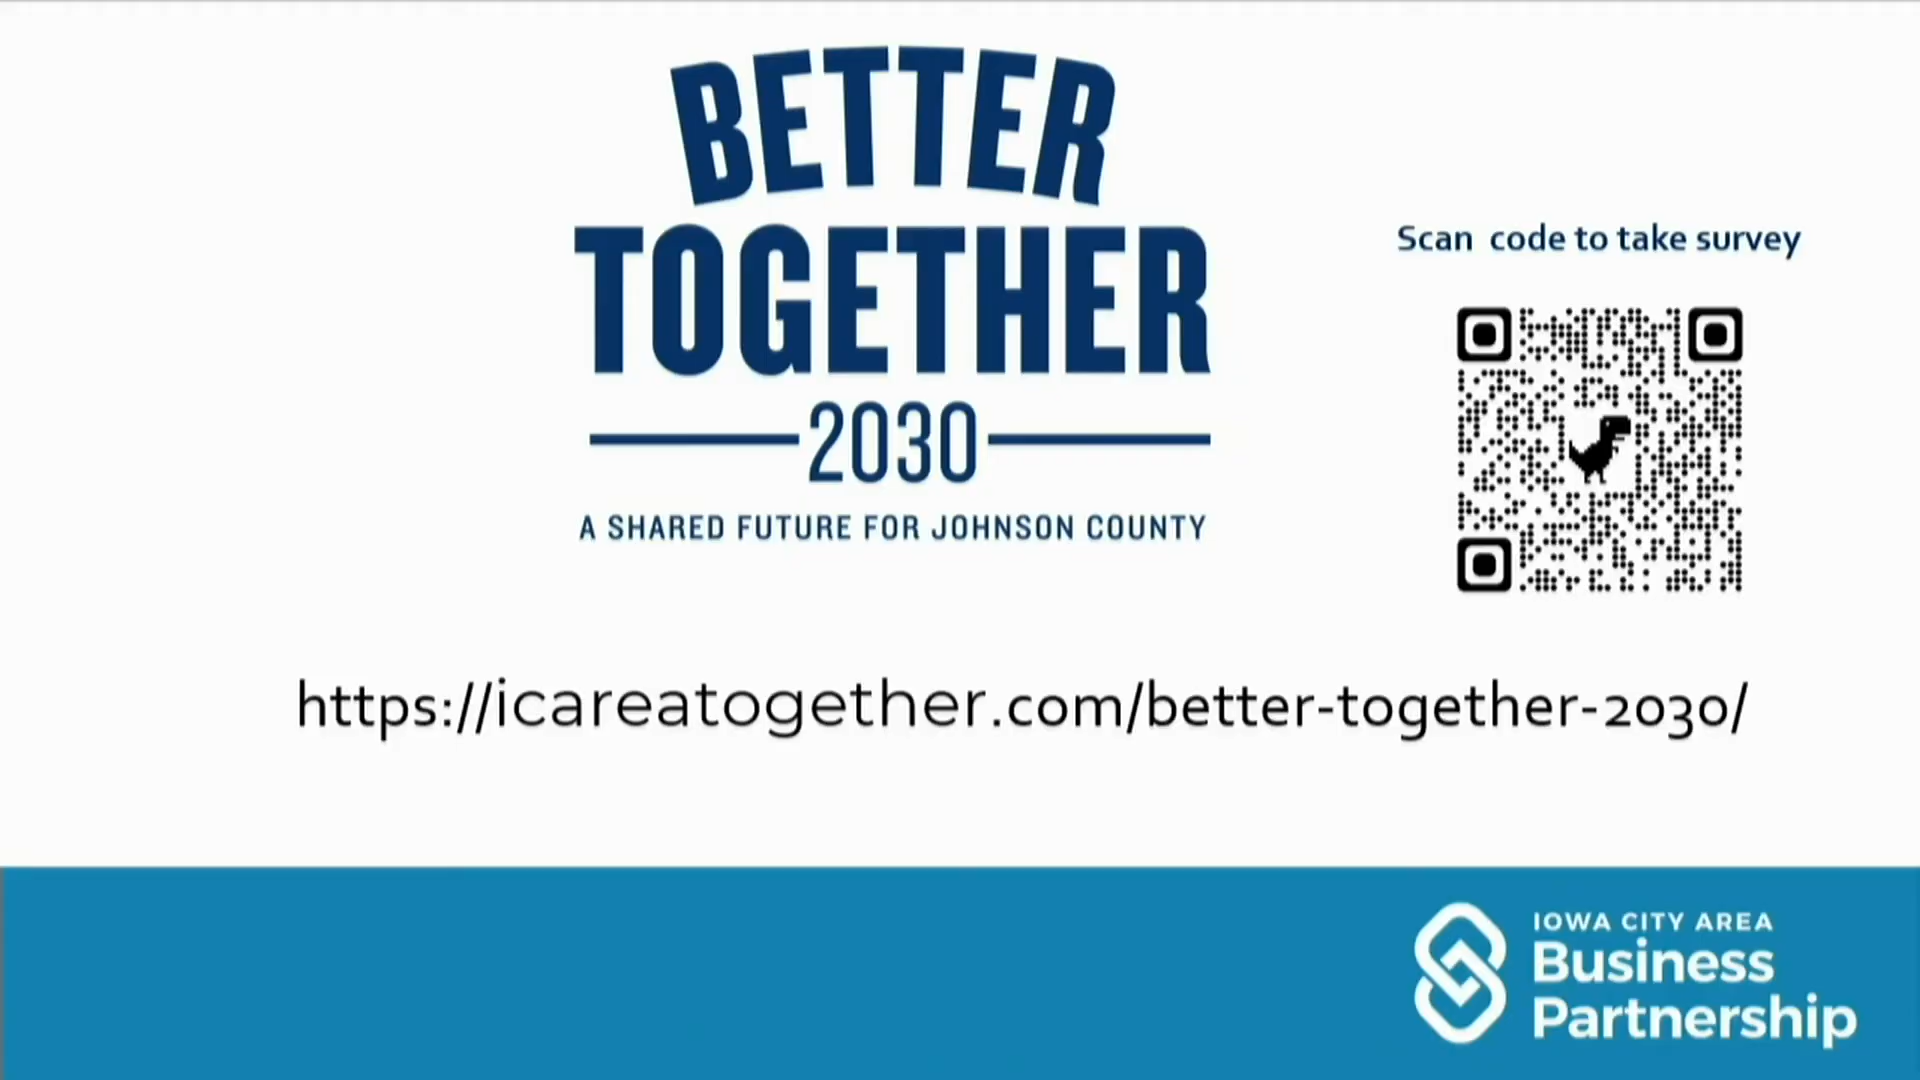 BETTER
TOGETHER
2030
A SHARED FUTURE FOR JOHNSON COUNTY
Scan code to take survey
https://icareatogether.com/better-together-2030/
IOWA CITY AREA
Business
Partnership